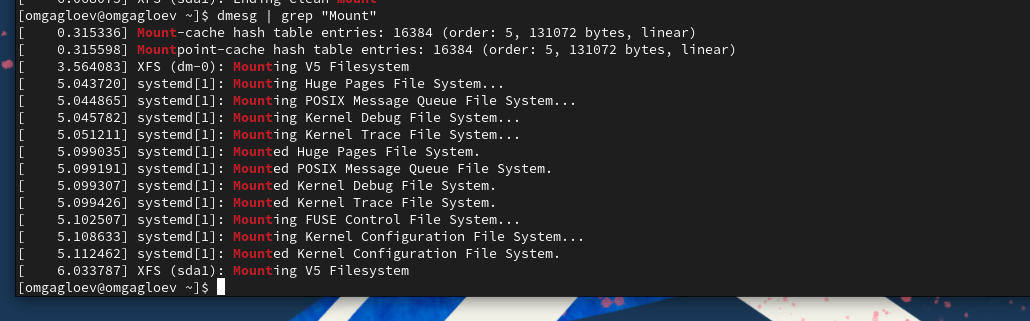 XFS (sda1): Ending clean mount
[omgagloev@omgagloev ~]$ dmesg | grep "Mount"
[    0.315336] Mount-cache hash table entries: 16384 (order: 5, 131072 bytes, linear)
[    0.315598] Mountpoint-cache hash table entries: 16384 (order: 5, 131072 bytes, linear)
[    3.564083] XFS (dm-0): Mounting V5 Filesystem
[    5.043720] systemd[1]: Mounting Huge Pages File System...
[    5.044865] systemd[1]: Mounting POSIX Message Queue File System...
[    5.045782] systemd[1]: Mounting Kernel Debug File System...
[    5.051211] systemd[1]: Mounting Kernel Trace File System...
[    5.099035] systemd[1]: Mounted Huge Pages File System.
[    5.099191] systemd[1]: Mounted POSIX Message Queue File System.
[    5.099307] systemd[1]: Mounted Kernel Debug File System.
[    5.099426] systemd[1]: Mounted Kernel Trace File System.
[    5.102507] systemd[1]: Mounting FUSE Control File System...
[    5.108633] systemd[1]: Mounting Kernel Configuration File System...
[    5.112462] systemd[1]: Mounted Kernel Configuration File System.
[    6.033787] XFS (sda1): Mounting V5 Filesystem
[omgagloev@omgagloev ~]$